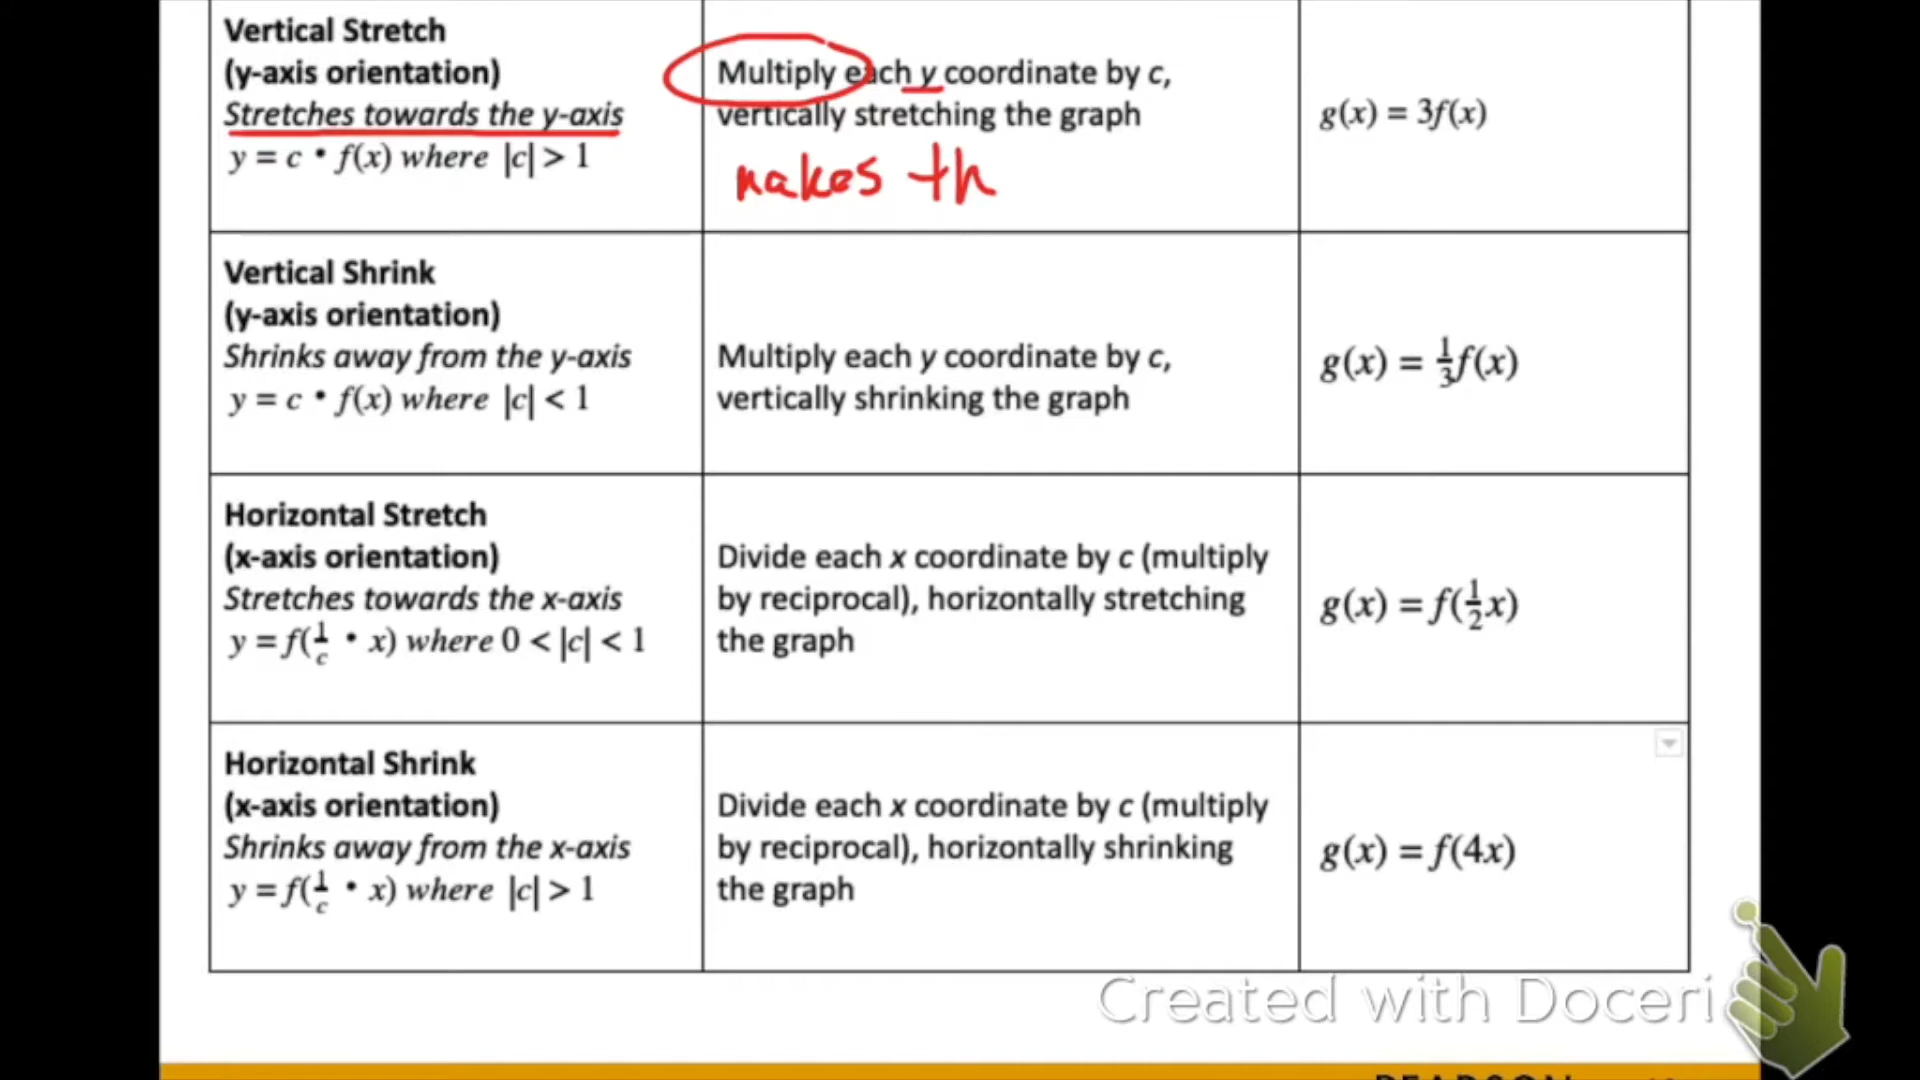 Vertical Stretch
(y-axis orientation)
Stretches towards the y-axis
y = c • f(x) where |c| > 1
Multiply each y coordinate by c,
vertically stretching the graph
makes th
g(x) = 3f(x)
Vertical Shrink
(y-axis orientation)
Shrinks away from the y-axis
y = c • f(x) where |c| < 1
Multiply each y coordinate by c,
vertically shrinking the graph
g(x) = 1/3 f(x)
Horizontal Stretch
(x-axis orientation)
Stretches towards the x-axis
y = f(1/c • x) where 0 < |c| < 1
Divide each x coordinate by c (multiply
by reciprocal), horizontally stretching
the graph
g(x) = f(1/2 x)
Horizontal Shrink
(x-axis orientation)
Shrinks away from the x-axis
y = f(1/c • x) where |c| > 1
Divide each x coordinate by c (multiply
by reciprocal), horizontally shrinking
the graph
g(x) = f(4x)
Created with Doceri
PEARSON